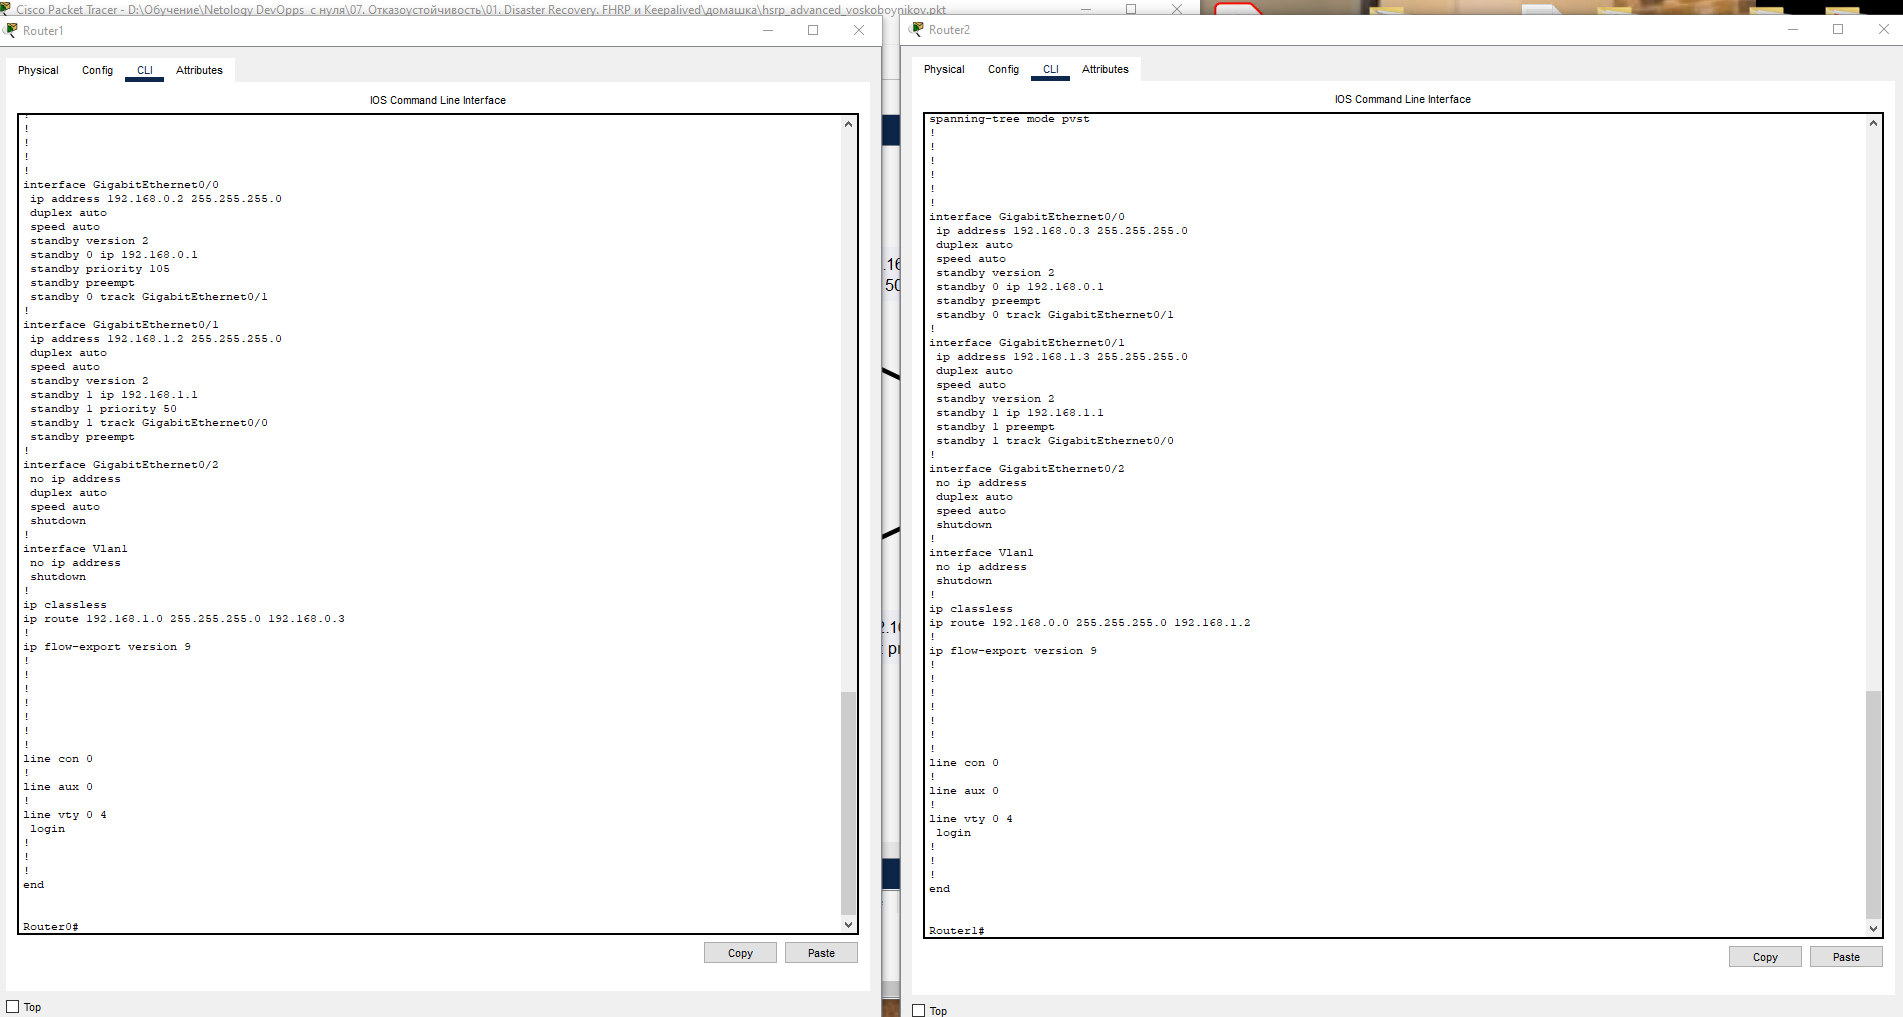 Cisco Packet Tracer - D:\Обучение\Netology DevOpps с нуля\07. Отказоустойчивость\01. Disaster Recovery. FHRP и Keepalived\домашка\hsrp_advanced_voskoboynikov.pkt
Router1
Physical Config CLI Attributes
IOS Command Line Interface
!
!
!
!
!
interface GigabitEthernet0/0
 ip address 192.168.0.2 255.255.255.0
 duplex auto
 speed auto
 standby version 2
 standby 0 ip 192.168.0.1
 standby priority 105
 standby preempt
 standby 0 track GigabitEthernet0/1
!
interface GigabitEthernet0/1
 ip address 192.168.1.2 255.255.255.0
 duplex auto
 speed auto
 standby version 2
 standby 1 ip 192.168.1.1
 standby 1 priority 50
 standby 1 track GigabitEthernet0/0
 standby preempt
!
interface GigabitEthernet0/2
 no ip address
 duplex auto
 speed auto
 shutdown
!
interface Vlan1
 no ip address
 shutdown
!
ip classless
ip route 192.168.1.0 255.255.255.0 192.168.0.3
!
ip flow-export version 9
!
!
!
!
!
!
!
line con 0
!
line aux 0
!
line vty 0 4
 login
!
!
!
end
Router0#
Copy Paste
Top
.16
50
2.16
pr
Router2
Physical Config CLI Attributes
IOS Command Line Interface
spanning-tree mode pvst
!
!
!
!
!
!
interface GigabitEthernet0/0
 ip address 192.168.0.3 255.255.255.0
 duplex auto
 speed auto
 standby version 2
 standby 0 ip 192.168.0.1
 standby preempt
 standby 0 track GigabitEthernet0/1
!
interface GigabitEthernet0/1
 ip address 192.168.1.3 255.255.255.0
 duplex auto
 speed auto
 standby version 2
 standby 1 ip 192.168.1.1
 standby 1 preempt
 standby 1 track GigabitEthernet0/0
!
interface GigabitEthernet0/2
 no ip address
 duplex auto
 speed auto
 shutdown
!
interface Vlan1
 no ip address
 shutdown
!
ip classless
ip route 192.168.0.0 255.255.255.0 192.168.1.2
!
ip flow-export version 9
!
!
!
!
!
!
!
line con 0
!
line aux 0
!
line vty 0 4
 login
!
!
!
end
Router1#
Copy Paste
Top